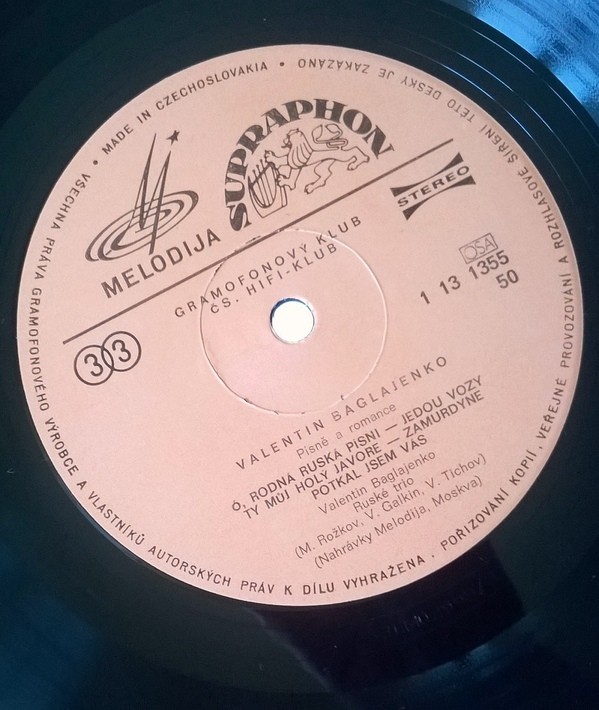 VŠECHNA PRÁVA GRAMOFONOVÉHO VÝROBCE A VLASTNÍKŮ AUTORSKÝCH PRÁV K DÍLU VYHRAŽENA · POŘIZOVÁNÍ KOPIÍ, VEŘEJNÉ PROVOZOVÁNÍ A ROZHLASOVÉ ŠÍŘENÍ TÉTO DESKY JE ZAKÁZÁNO • MADE IN CZECHOSLOVAKIA •
SUPRAPHON
MELODIJA
STEREO
GRAMOFONOVÝ KLUB
ČS. HIFI-KLUB
OSA
1 13 1355
50
33
VALENTIN BAGLAJENKO
Písně a romance
Ó, RODNÁ RUSKÁ PÍSNI — JEDOU VOZY
TY MŮJ HOLÝ JAVORE — ZAMURDYNE
POTKAL JSEM VÁS
Valentin Baglajenko
Ruské trio
(M. Rožkov, V. Galkin, V. Tichov)
(Nahrávky Melodija, Moskva)